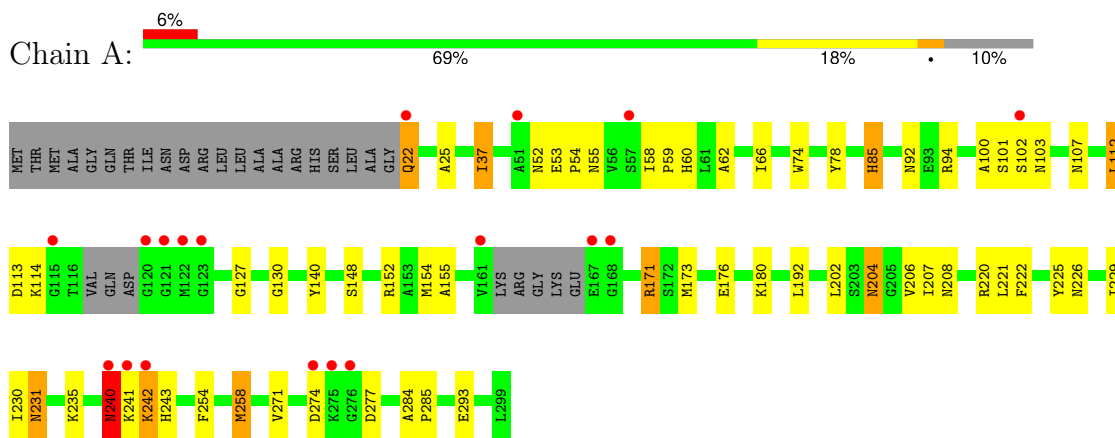 6%
Chain A:
69% 18% • 10%
MET THR MET ALA GLY GLN THR ILE ASN ASP ARG LEU LEU ALA ALA ARG HIS SER LEU ALA GLY Q22 A25 I37 A51 N52 E53 P54 N55 V56 S57 I58 P59 H60 L61 A62 I66 W74 Y78 H85 N92 E93 R94 A100 S101 S102 N103 N107
D113 K114 G115 T116 VAL GLN ASP G120 G121 M122 G123 G127 G130 Y140 S148 R152 A153 M154 A155 V161 LYS ARG GLY LYS GLU E167 G168 R171 S172 M173 E176 K180 L192 L202 S203 N204 G205 V206 I207 N208 R220 L221 F222 Y225 N226
I230 N231 K235 N240 K241 K242 H243 F254 M258 V271 D274 K275 G276 D277 A284 P285 E293 L299